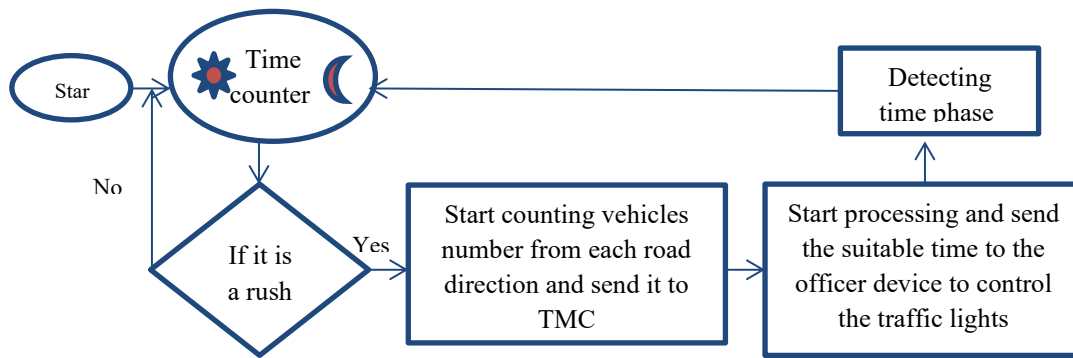 Star
Time
counter
No
If it is
a rush
Yes
Start counting vehicles
number from each road
direction and send it to
TMC
Start processing and send
the suitable time to the
officer device to control
the traffic lights
Detecting
time phase